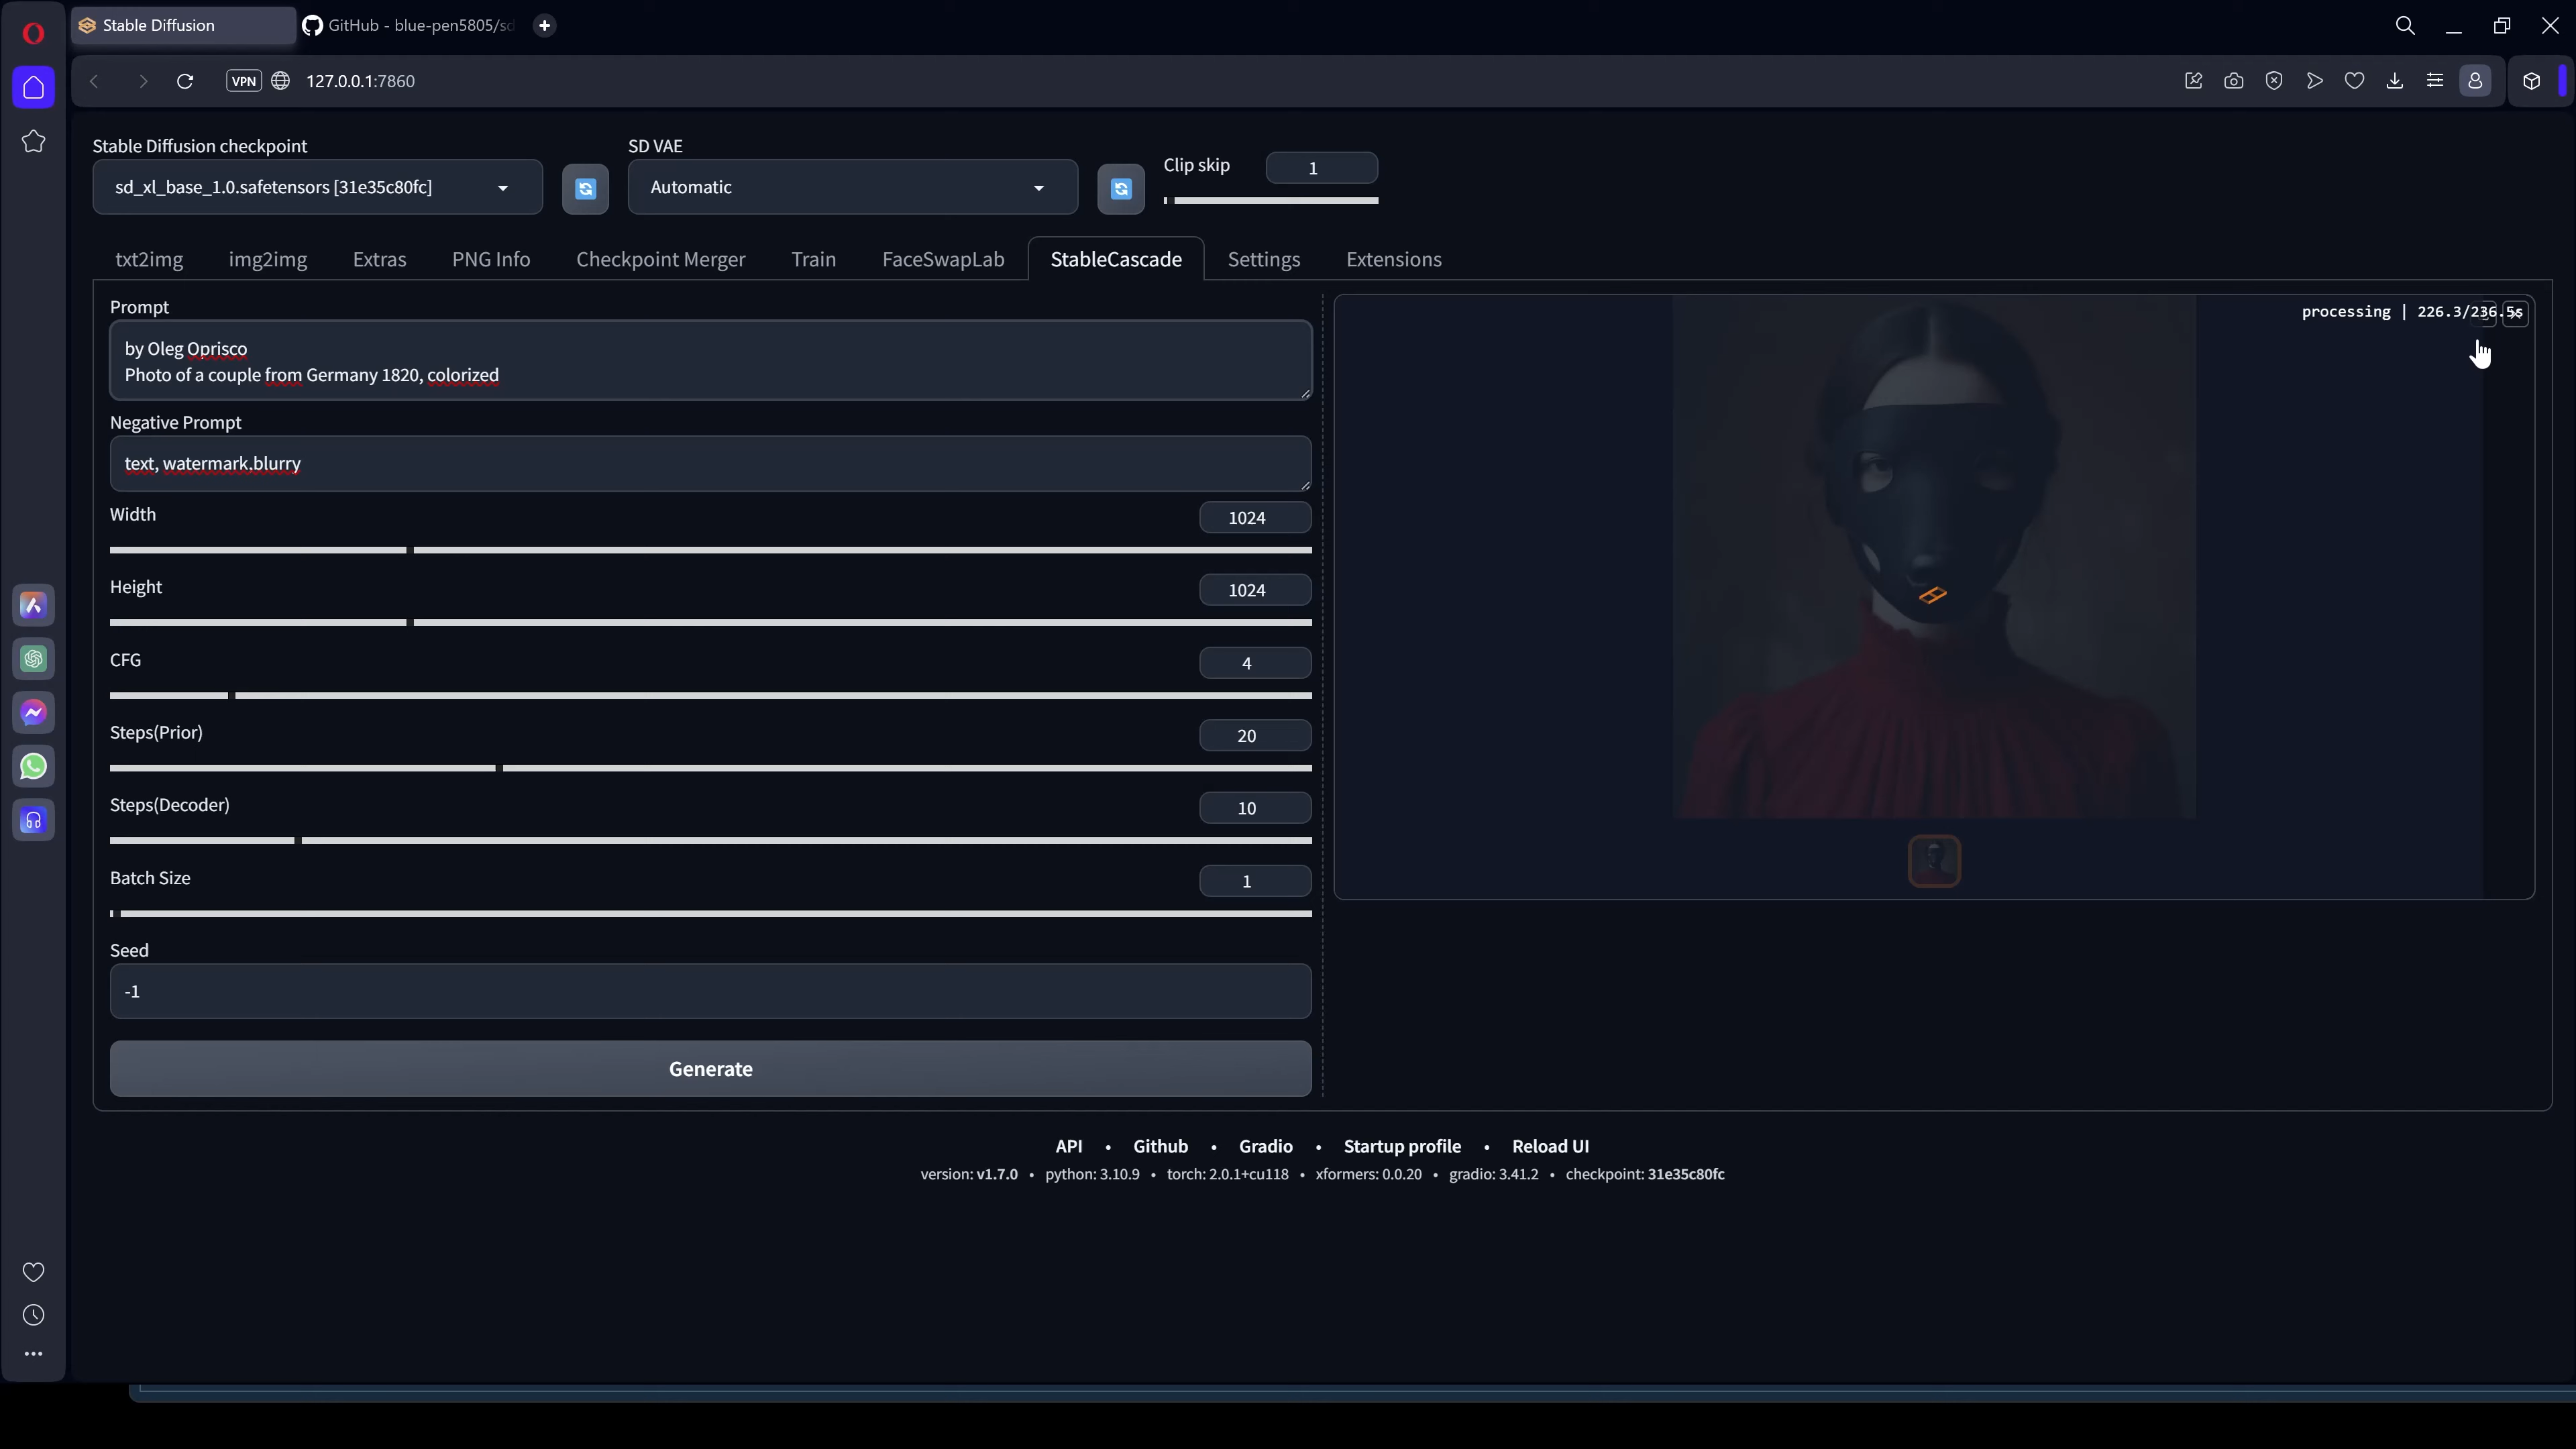 Stable Diffusion
GitHub - blue-pen5805/sd
VPN
127.0.0.1:7860
Stable Diffusion checkpoint
sd_xl_base_1.0.safetensors [31e35c80fc]
SD VAE
Automatic
Clip skip
1
txt2img
img2img
Extras
PNG Info
Checkpoint Merger
Train
FaceSwapLab
StableCascade
Settings
Extensions
Prompt
by Oleg Oprisco
Photo of a couple from Germany 1820, colorized
processing | 226.3/236.5s
Negative Prompt
text, watermark.blurry
Width
1024
Height
1024
CFG
4
Steps(Prior)
20
Steps(Decoder)
10
Batch Size
1
Seed
-1
Generate
API • Github • Gradio • Startup profile • Reload UI
version: v1.7.0 • python: 3.10.9 • torch: 2.0.1+cu118 • xformers: 0.0.20 • gradio: 3.41.2 • checkpoint: 31e35c80fc